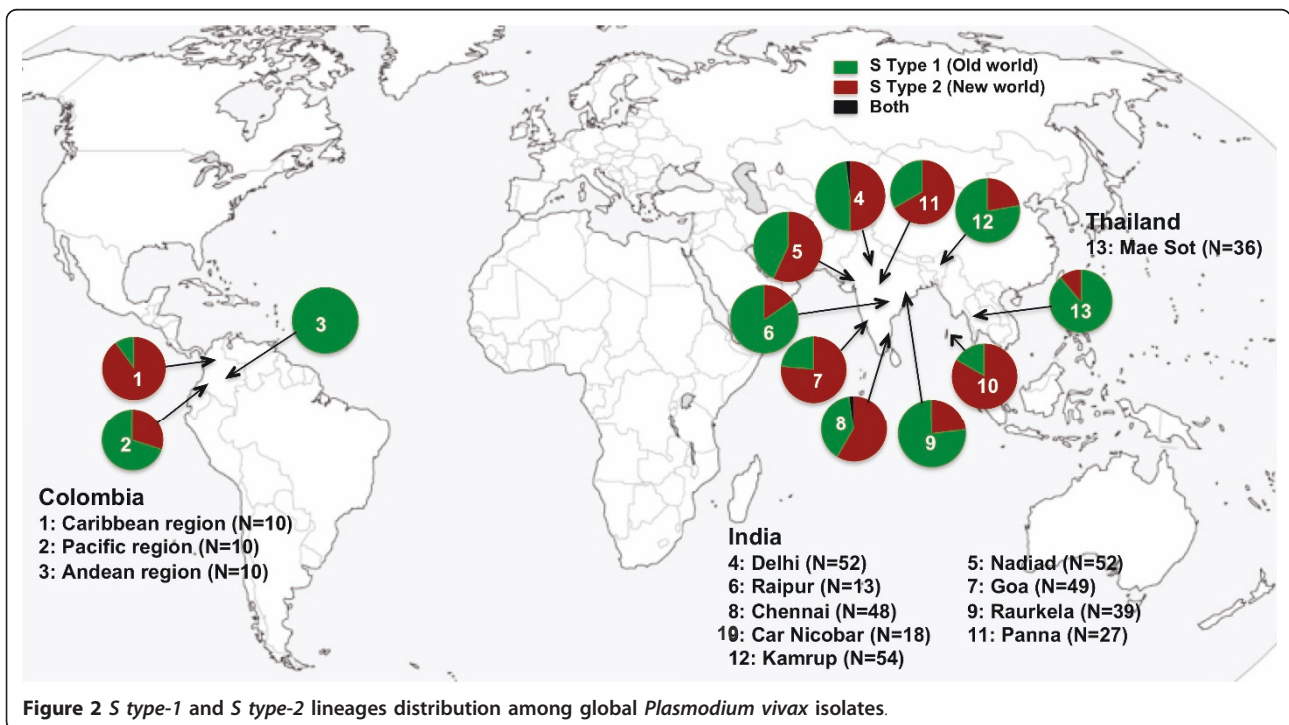 S Type 1 (Old world)
S Type 2 (New world)
Both
4
11
12
5
Thailand
13: Mae Sot (N=36)
3
6
13
1
7
10
2
8
9
Colombia
1: Caribbean region (N=10)
2: Pacific region (N=10)
3: Andean region (N=10)
India
4: Delhi (N=52)
5: Nadiad (N=52)
6: Raipur (N=13)
7: Goa (N=49)
8: Chennai (N=48)
9: Raurkela (N=39)
10: Car Nicobar (N=18)
11: Panna (N=27)
12: Kamrup (N=54)
Figure 2 S type-1 and S type-2 lineages distribution among global Plasmodium vivax isolates.